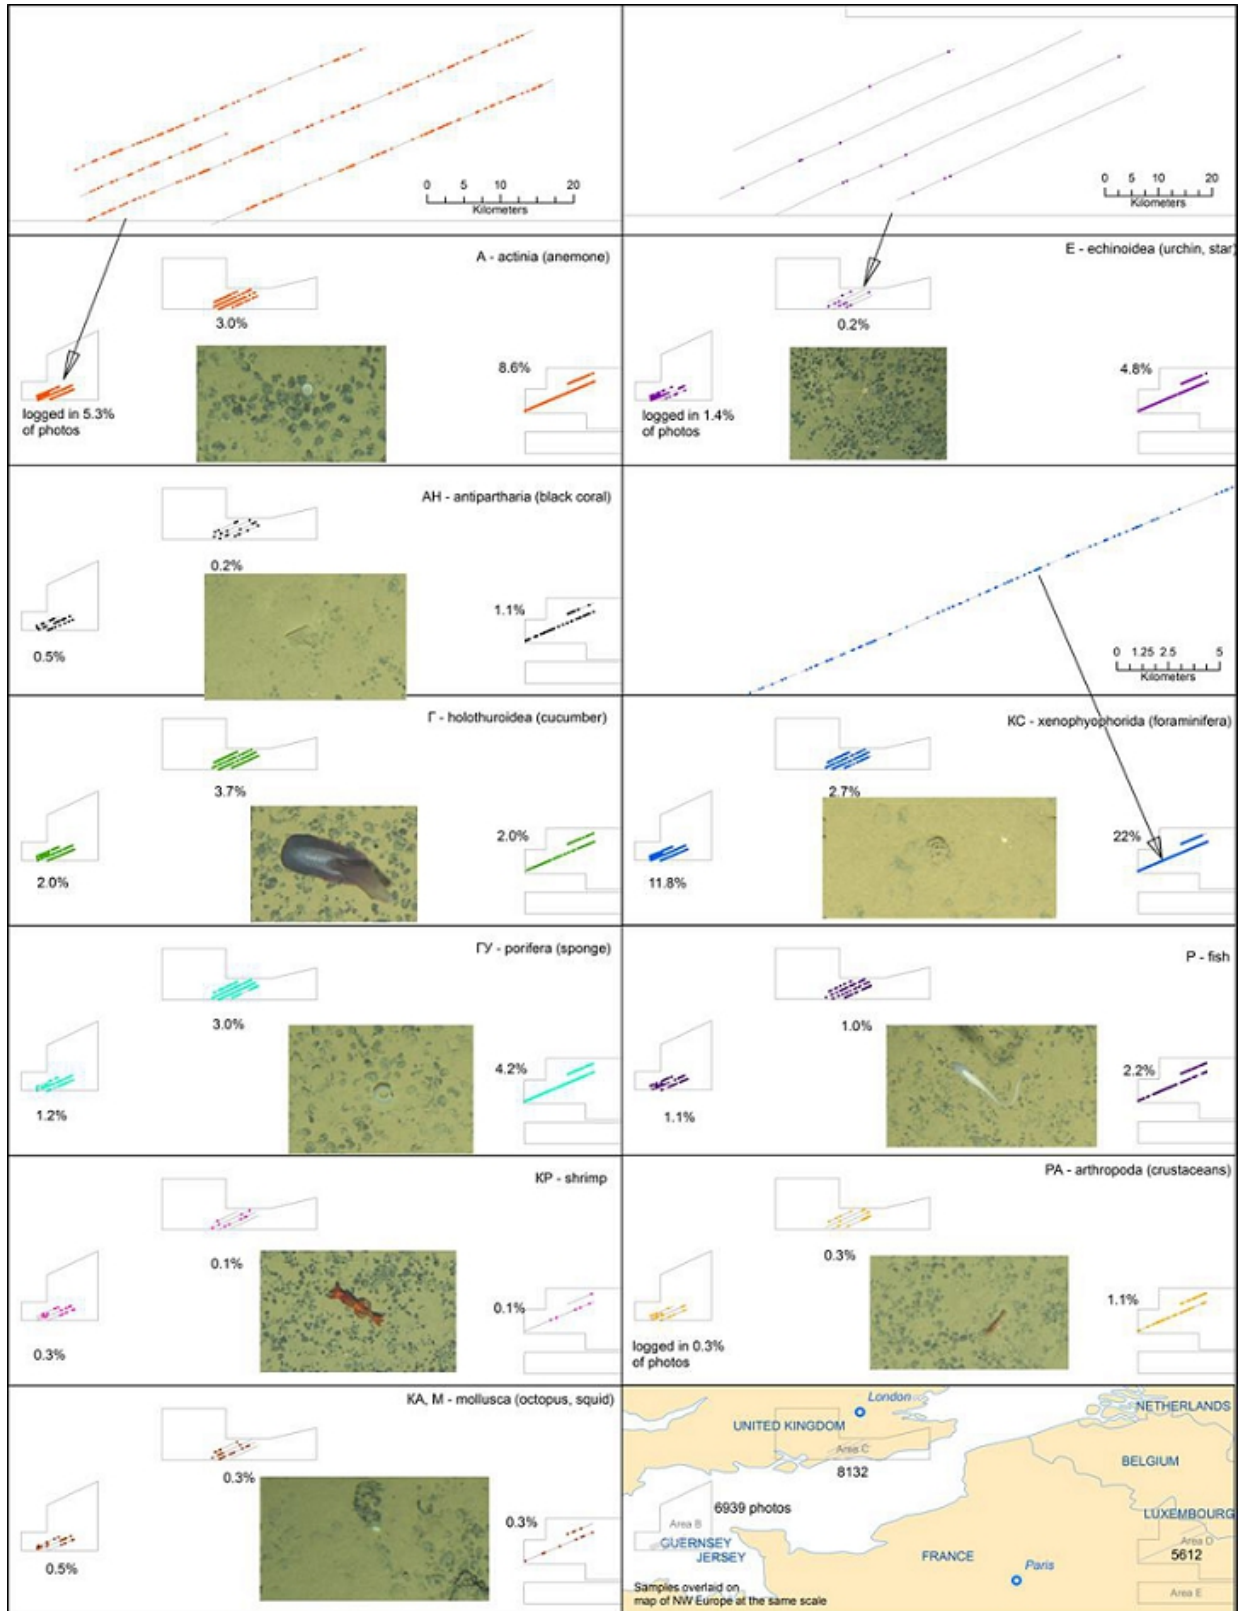 0 10 20
Kilometers
0 5 10 15 20
Kilometers
A - actinia (anemone)
3.0%
8.6%
logged in 5.3%
of photos
E - echinoidea (urchin, star)
0.2%
4.8%
logged in 1.4%
of photos
AH - antipartharia (black coral)
0.2%
1.1%
0.5%
0 1.25 2.5 5
Kilometers
Г - holothuroidea (cucumber)
3.7%
2.0%
2.0%
КС - xenophyophorida (foraminifera)
2.7%
22%
11.8%
ГУ - porifera (sponge)
3.0%
4.2%
1.2%
P - fish
1.0%
2.2%
1.1%
КР - shrimp
0.1%
0.1%
0.3%
PA - arthropoda (crustaceans)
0.3%
1.1%
logged in 0.3%
of photos
КА, М - mollusca (octopus, squid)
0.3%
0.3%
0.5%
London
NETHERLANDS
UNITED KINGDOM
Area C
BELGIUM
8132
6939 photos
LUXEMBOURG
Area B
GUERNSEY
JERSEY
FRANCE
Area D
5612
Paris
Samples overlaid on
map of NW Europe at the same scale
Area E